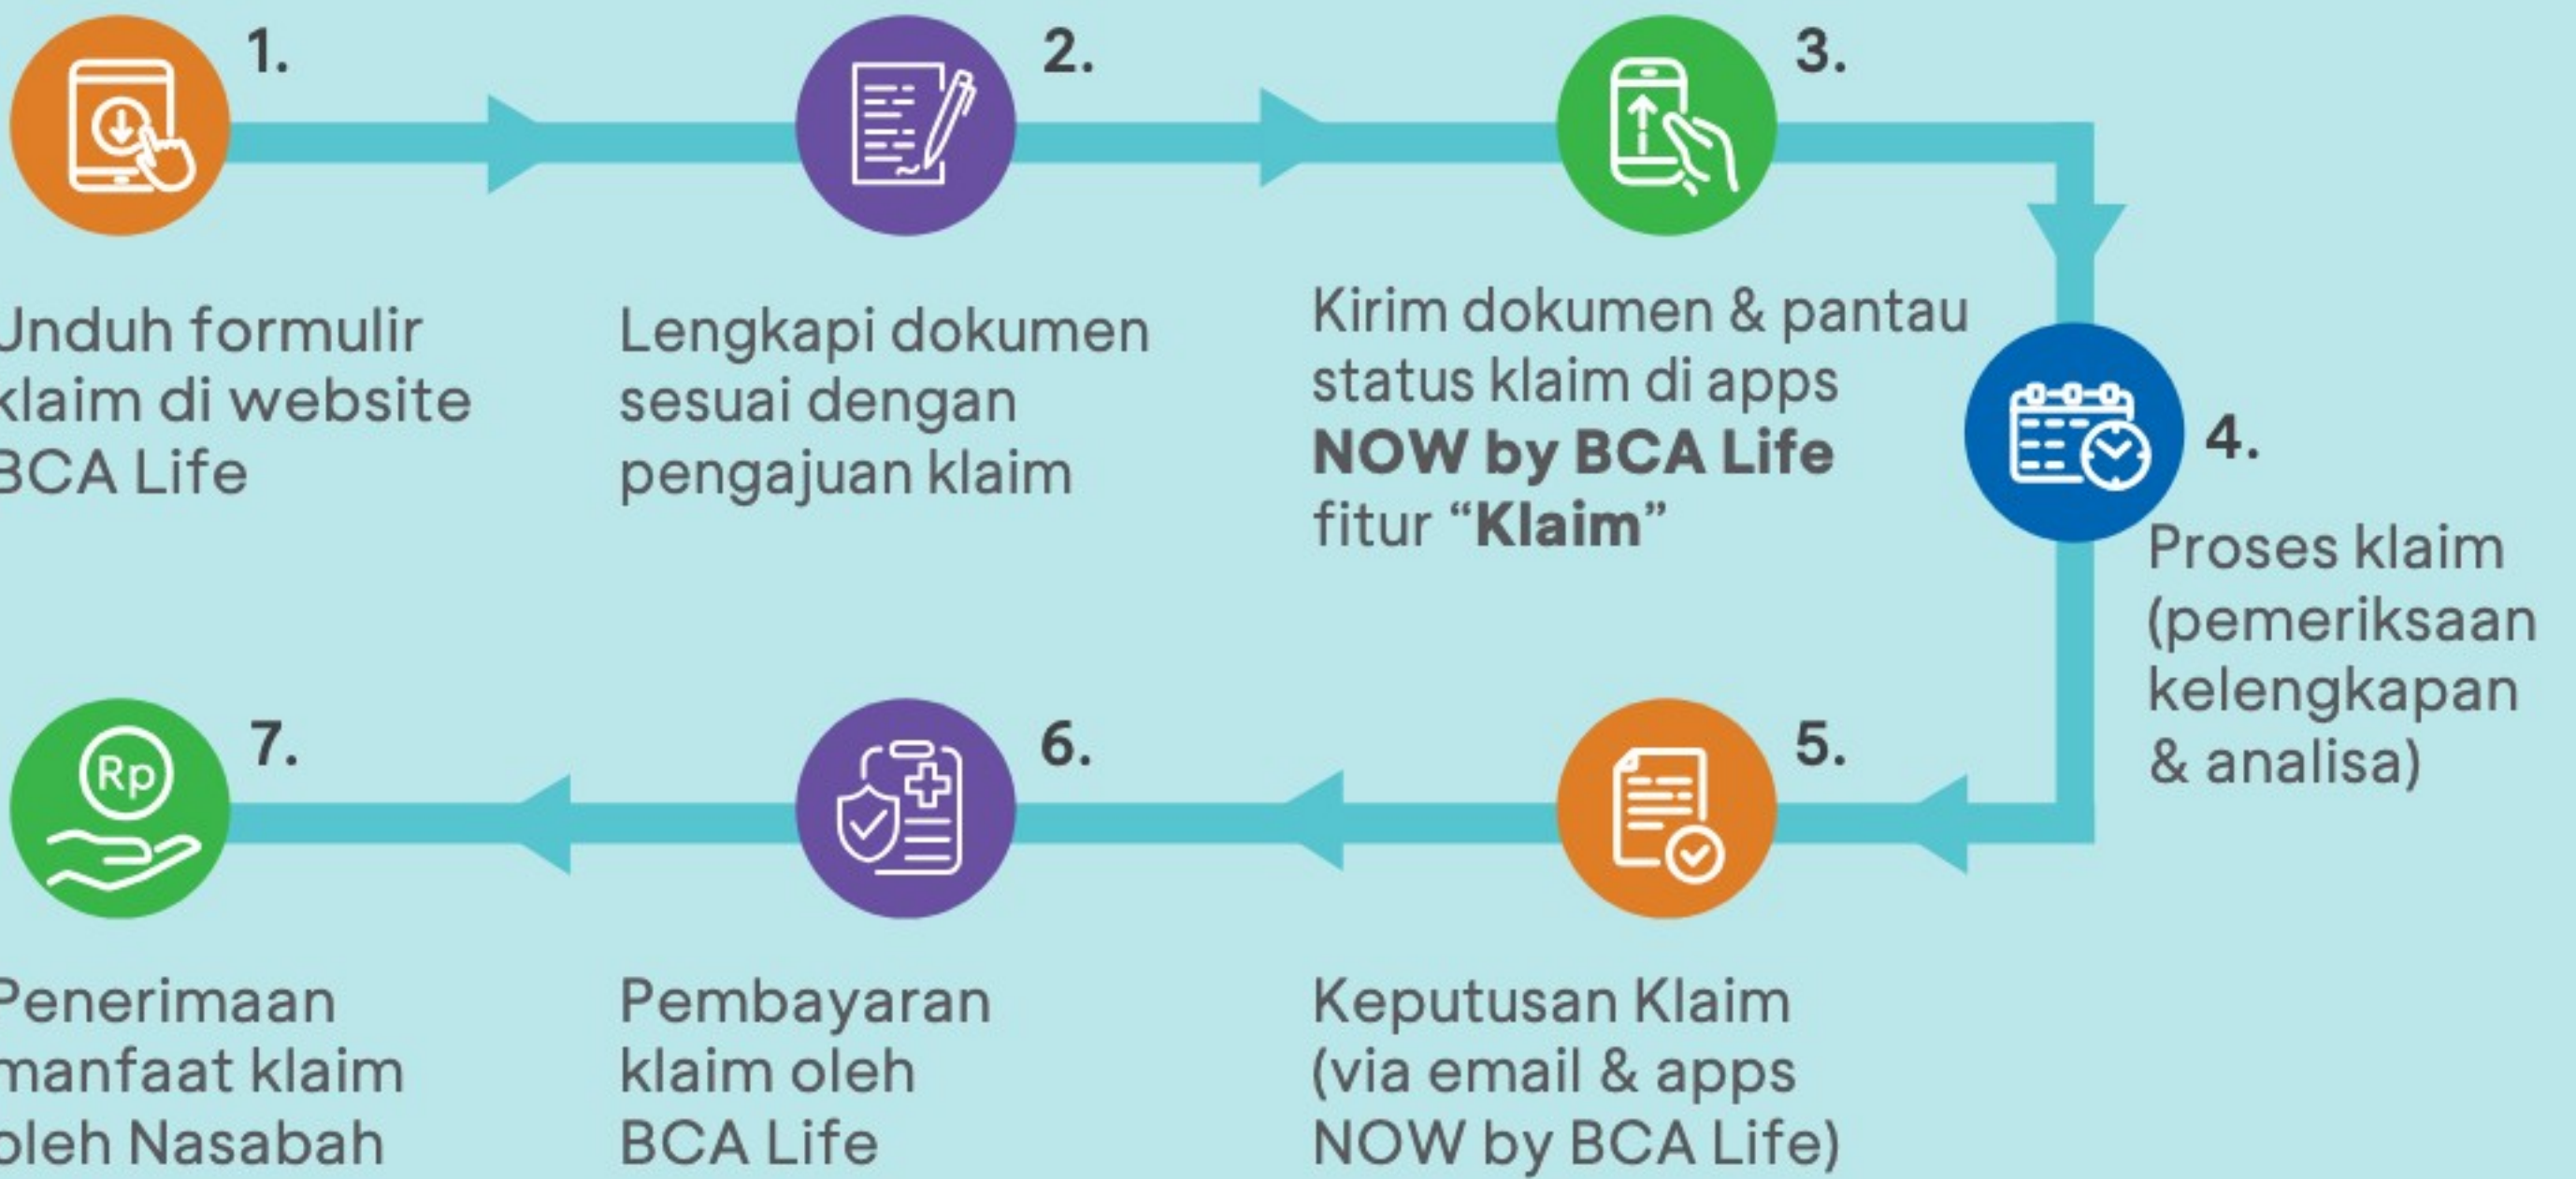 1.
Unduh formulir
klaim di website
BCA Life
2.
Lengkapi dokumen
sesuai dengan
pengajuan klaim
3.
Kirim dokumen & pantau
status klaim di apps
NOW by BCA Life
fitur “Klaim”
4.
Proses klaim
(pemeriksaan
kelengkapan
& analisa)
5.
Keputusan Klaim
(via email & apps
NOW by BCA Life)
6.
Pembayaran
klaim oleh
BCA Life
7.
Rp
Penerimaan
manfaat klaim
oleh Nasabah